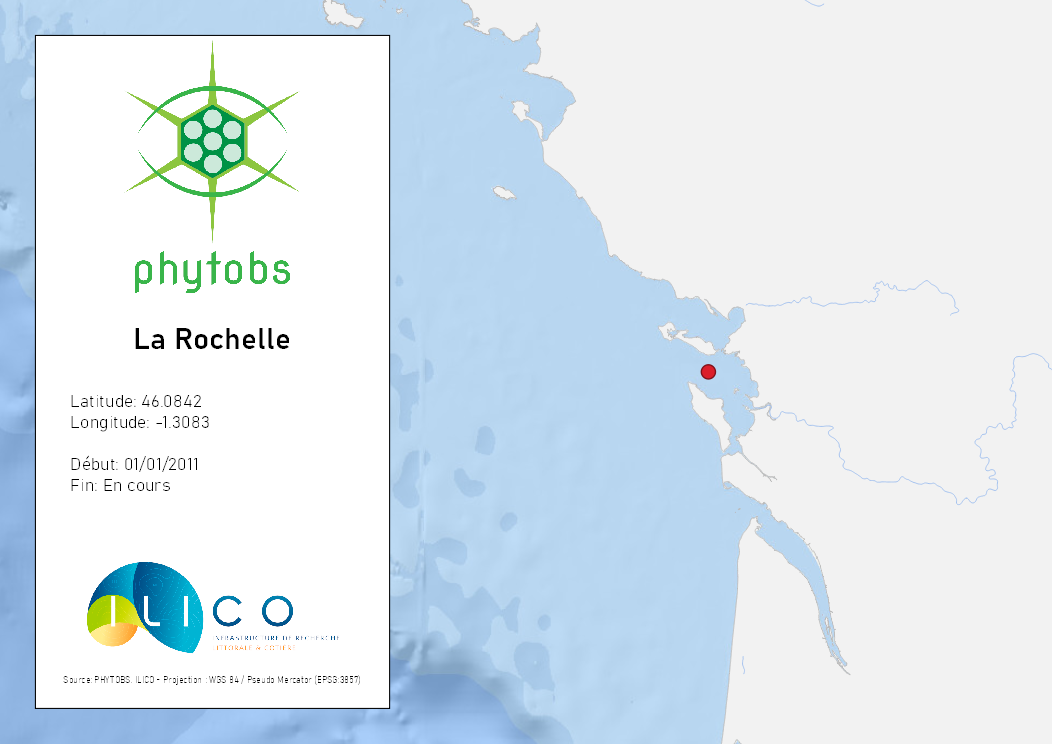 phytobs
La Rochelle
Latitude: 46.0842
Longitude: -1.3083
Début: 01/01/2011
Fin: En cours
ILICO
INFRASTRUCTURE DE RECHERCHE
LITTORALE & COTIERE
Source: PHYTOBS. ILICO - Projection : WGS 84 / Pseudo Mercator (EPSG:3857)